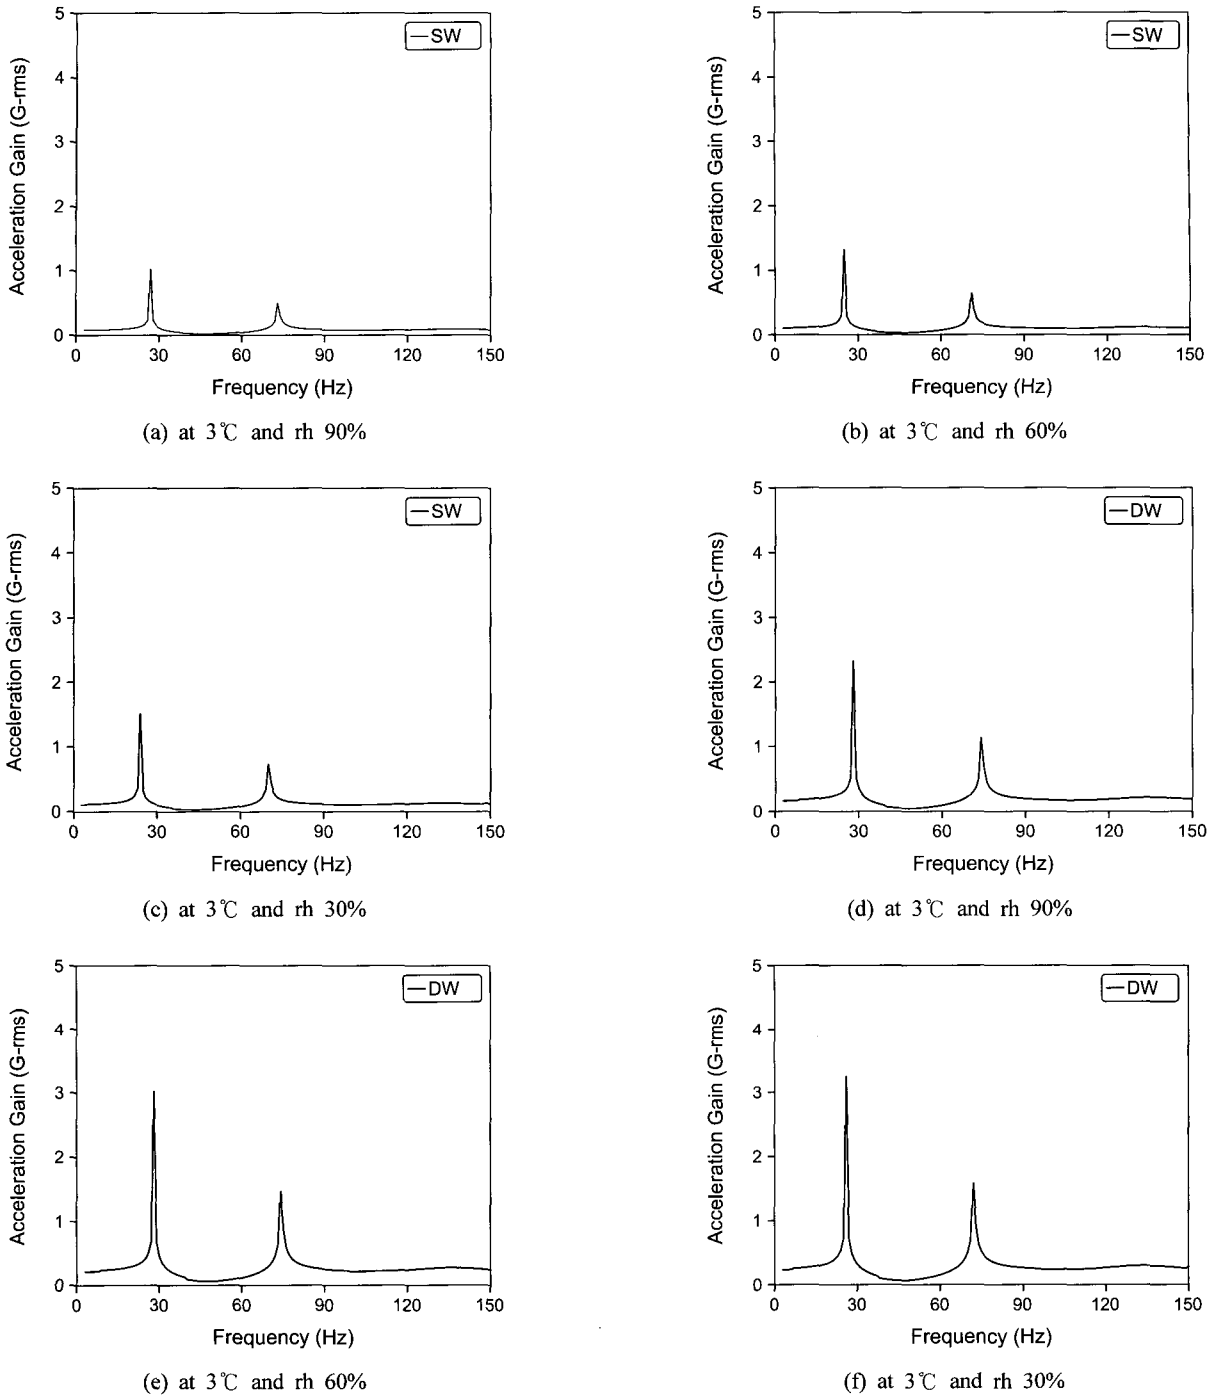 5
4
3
2
1
0
Acceleration Gain (G-rms)
SW
0 30 60 90 120 150
Frequency (Hz)
(a) at 3℃ and rh 90%
5
4
3
2
1
0
Acceleration Gain (G-rms)
SW
0 30 60 90 120 150
Frequency (Hz)
(b) at 3℃ and rh 60%
5
4
3
2
1
0
Acceleration Gain (G-rms)
SW
0 30 60 90 120 150
Frequency (Hz)
(c) at 3℃ and rh 30%
5
4
3
2
1
0
Acceleration Gain (G-rms)
DW
0 30 60 90 120 150
Frequency (Hz)
(d) at 3℃ and rh 90%
5
4
3
2
1
0
Acceleration Gain (G-rms)
DW
0 30 60 90 120 150
Frequency (Hz)
(e) at 3℃ and rh 60%
5
4
3
2
1
0
Acceleration Gain (G-rms)
DW
0 30 60 90 120 150
Frequency (Hz)
(f) at 3℃ and rh 30%